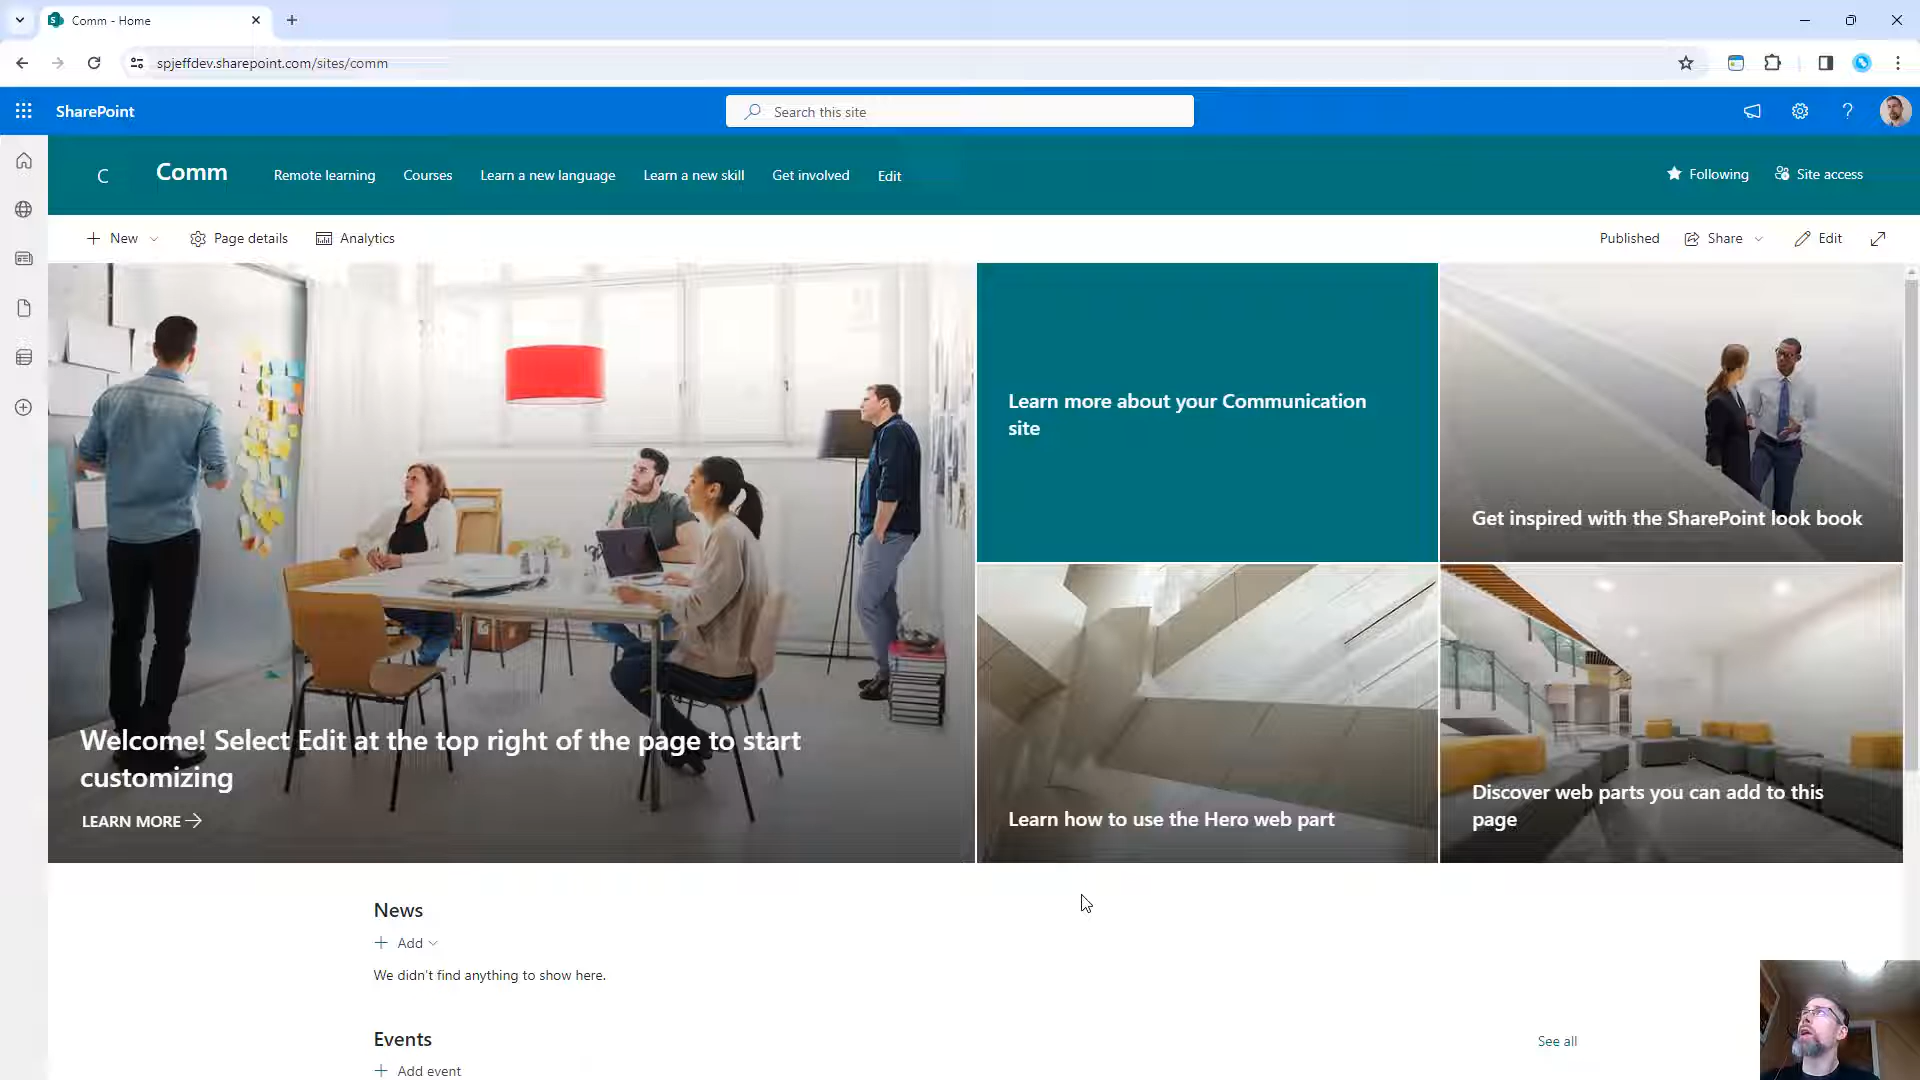 Comm - Home
spjeffdev.sharepoint.com/sites/comm
SharePoint
Search this site
C
Comm
Remote learning
Courses
Learn a new language
Learn a new skill
Get involved
Edit
Following
Site access
New
Page details
Analytics
Published
Share
Edit
Learn more about your Communication
site
Get inspired with the SharePoint look book
Welcome! Select Edit at the top right of the page to start
customizing
LEARN MORE
Learn how to use the Hero web part
Discover web parts you can add to this
page
News
Add
We didn't find anything to show here.
Events
See all
Add event